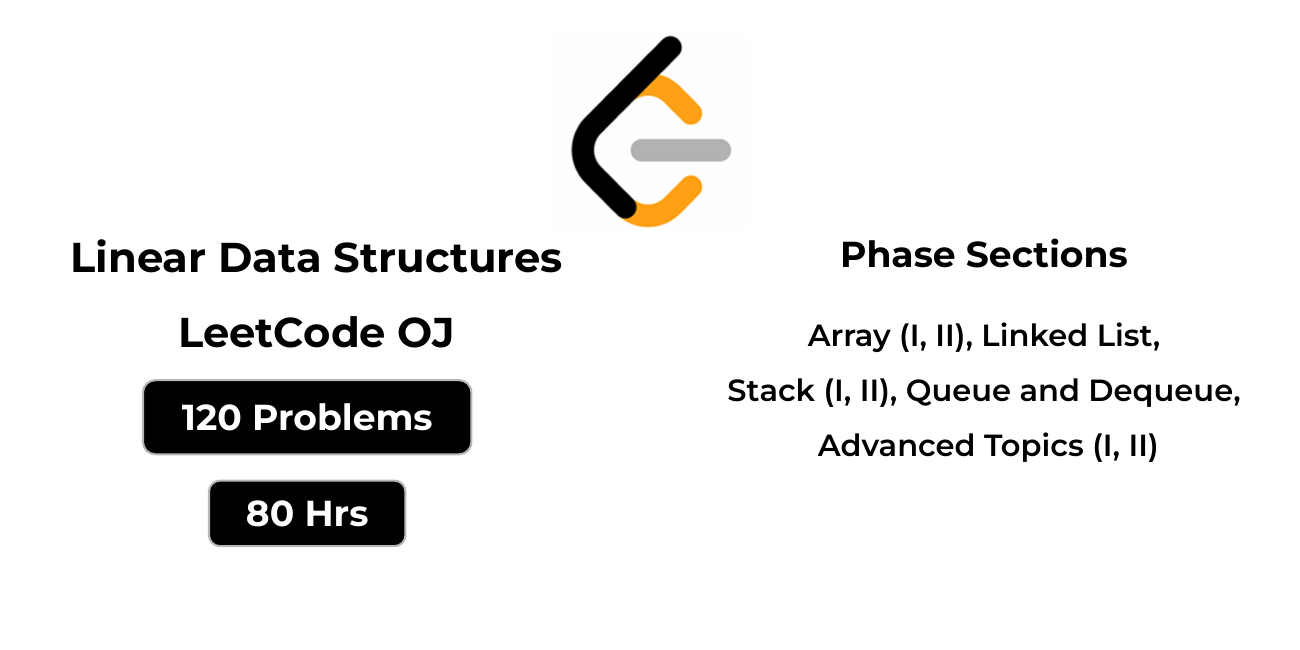 Linear Data Structures
LeetCode OJ
120 Problems
80 Hrs
Phase Sections
Array (I, II), Linked List,
Stack (I, II), Queue and Dequeue,
Advanced Topics (I, II)